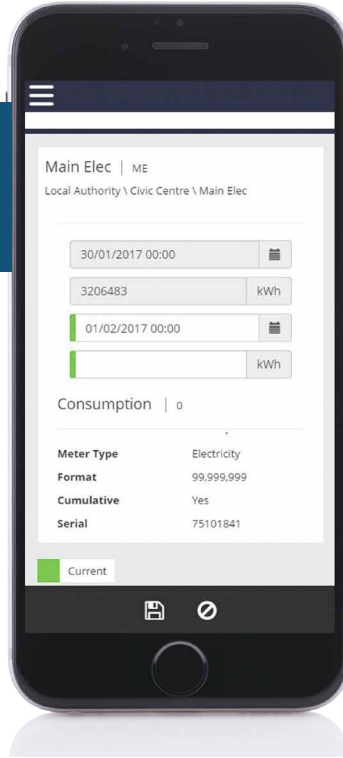 Main Elec | ME
Local Authority \ Civic Centre \ Main Elec
30/01/2017 00:00
3206483 kWh
01/02/2017 00:00
kWh
Consumption | 0
Meter Type Electricity
Format 99,999,999
Cumulative Yes
Serial 75101841
Current